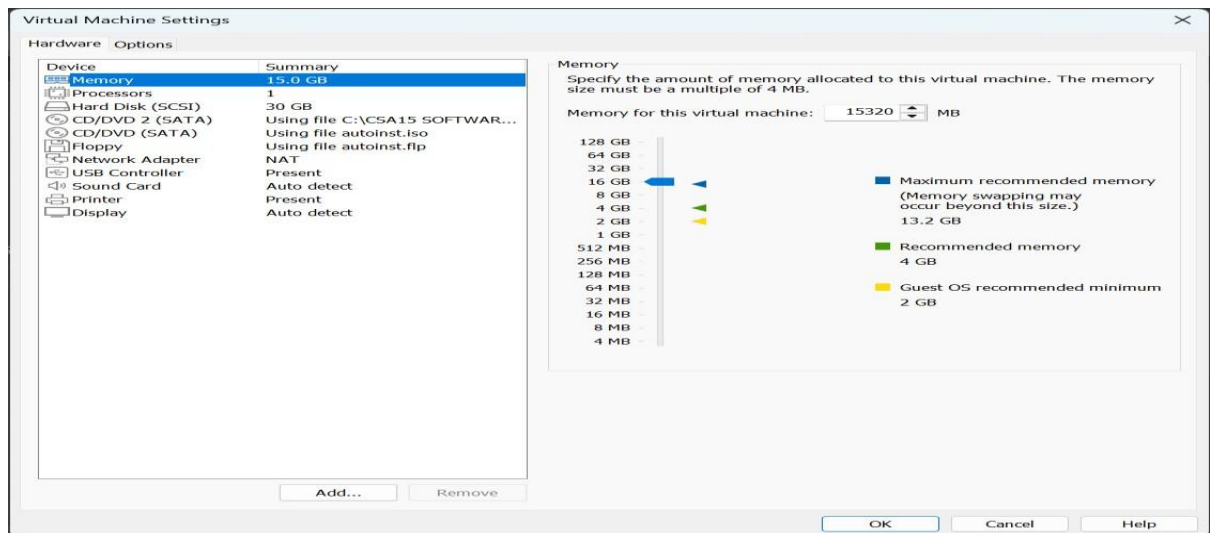 Virtual Machine Settings
Hardware Options
Device Summary
Memory 15.0 GB
Processors 1
Hard Disk (SCSI) 30 GB
CD/DVD 2 (SATA) Using file C:\CSA15 SOFTWAR...
CD/DVD (SATA) Using file autoinst.iso
Floppy Using file autoinst.flp
Network Adapter NAT
USB Controller Present
Sound Card Auto detect
Printer Present
Display Auto detect
Add... Remove
Memory
Specify the amount of memory allocated to this virtual machine. The memory
size must be a multiple of 4 MB.
Memory for this virtual machine: 15320 MB
128 GB
64 GB
32 GB
16 GB
8 GB
4 GB
2 GB
1 GB
512 MB
256 MB
128 MB
64 MB
32 MB
16 MB
8 MB
4 MB
Maximum recommended memory
(Memory swapping may
occur beyond this size.)
13.2 GB
Recommended memory
4 GB
Guest OS recommended minimum
2 GB
OK Cancel Help